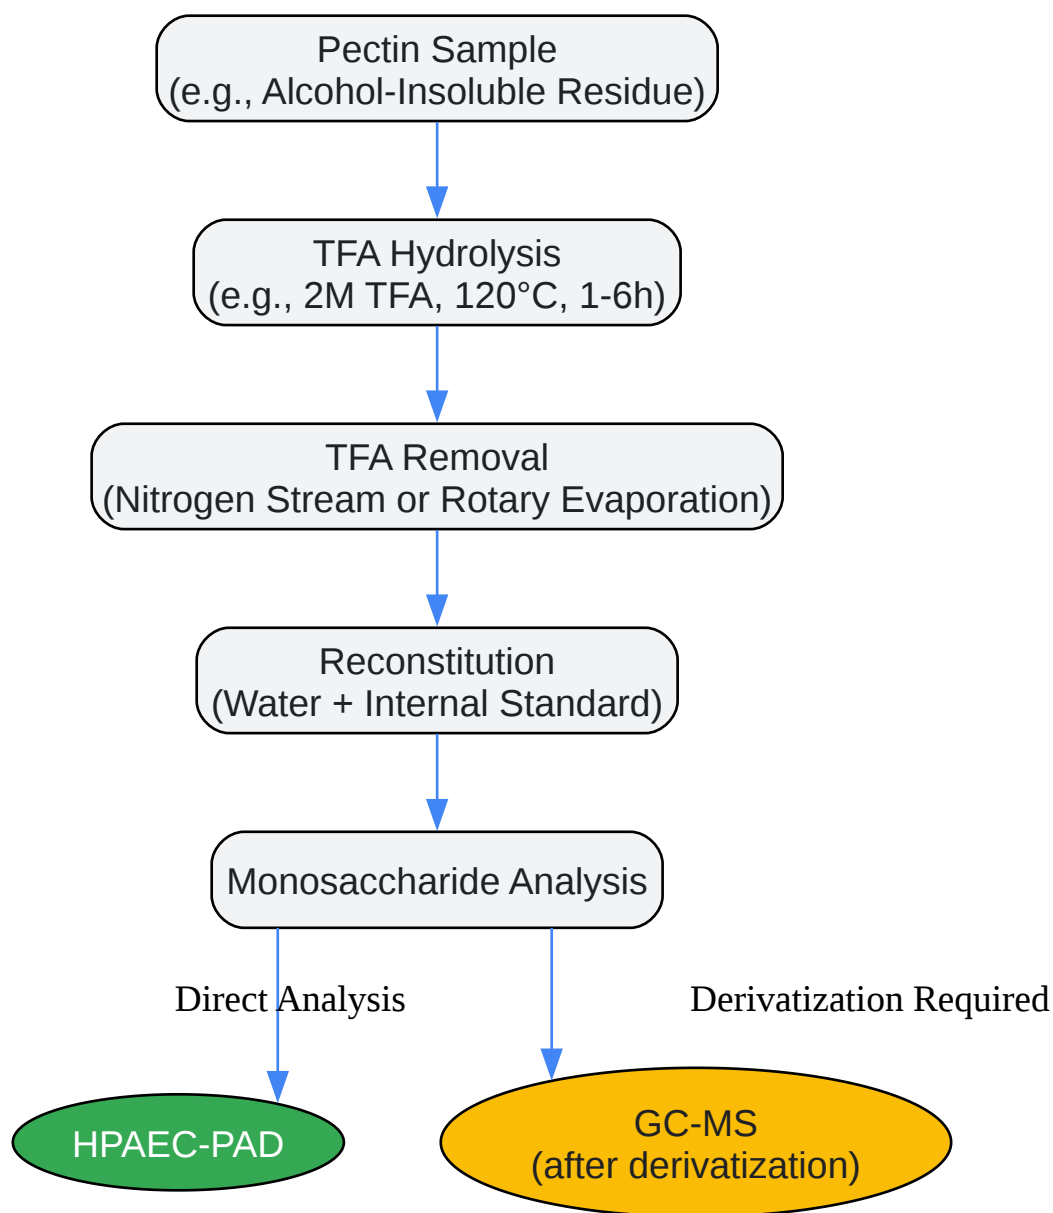 Pectin Sample
(e.g., Alcohol-Insoluble Residue)
TFA Hydrolysis
(e.g., 2M TFA, 120°C, 1-6h)
TFA Removal
(Nitrogen Stream or Rotary Evaporation)
Reconstitution
(Water + Internal Standard)
Monosaccharide Analysis
Direct Analysis
Derivatization Required
HPAEC-PAD
GC-MS
(after derivatization)